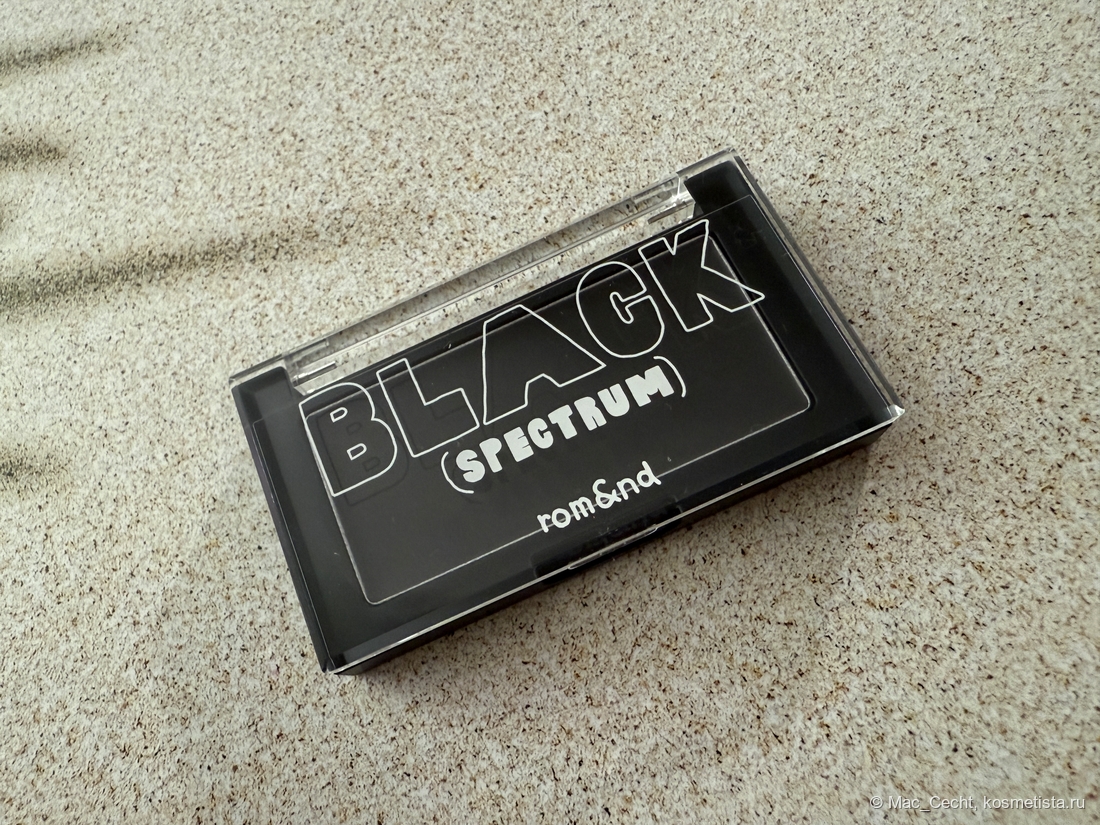 BLACK
(SPECTRUM)
rom&nd
© Mac_Cecht, kosmetista.ru